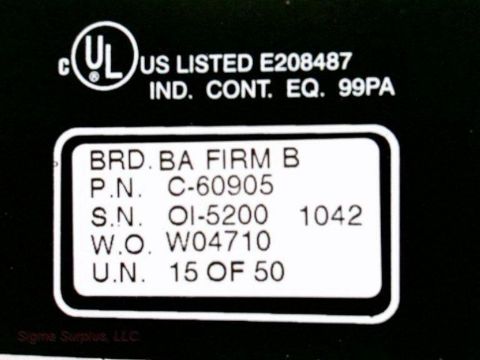 c UL ® US LISTED E208487
IND. CONT. EQ. 99PA
BRD. BA FIRM B
P.N. C-60905
S.N. OI-5200 1042
W.O. W04710
U.N. 15 OF 50
Sigma Surplus, LLC.